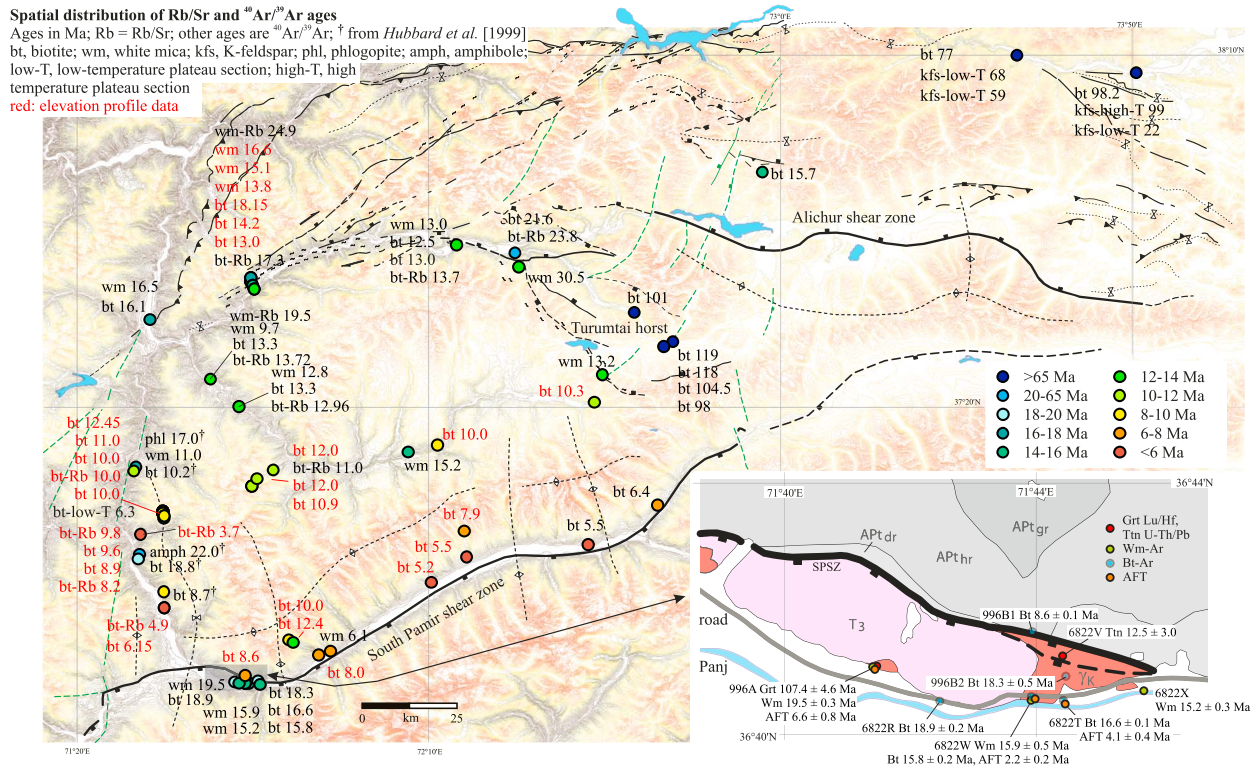 Spatial distribution of Rb/Sr and ⁴⁰Ar/³⁹Ar ages
Ages in Ma; Rb = Rb/Sr; other ages are ⁴⁰Ar/³⁹Ar; † from Hubbord et al. [1999]
bt, biotite; wm, white mica; kfs, K-feldspar; phl, phlogopite; amph, amphibole;
low-T, low-temperature plateau section; high-T, high
temperature plateau section
red: elevation profile data
73°0'E
73°50'E
38°10'N
bt 77
kfs-low-T 68
kfs-low-T 59
bt 98.2
kfs-high-T 99
kfs-low-T 22
wm-Rb 24.9
wm 16.6
wm 15.1
wm 13.8
bt 18.15
bt 14.2
bt 13.0
bt-Rb 17.3
bt 15.7
wm 13.0
bt 12.5
bt 13.0
bt-Rb 13.7
bt 21.6
bt-Rb 23.8
wm 30.5
Alichur shear zone
wm 16.5
bt 16.1
bt 101
Turumtai horst
wm-Rb 19.5
wm 9.7
bt 13.3
bt-Rb 13.72
wm 12.8
bt 13.3
bt-Rb 12.96
wm 13.2
bt 119
bt 118
bt 104.5
bt 98
bt 10.3
>65 Ma
20-65 Ma
18-20 Ma
16-18 Ma
14-16 Ma
12-14 Ma
10-12 Ma
8-10 Ma
6-8 Ma
<6 Ma
37°20'N
bt 12.45
bt 11.0
bt 10.0
bt-Rb 10.0
bt 10.0
phl 17.0†
wm 11.0
bt 10.2†
bt-low-T 6.3
bt 12.0
bt-Rb 11.0
bt 12.0
bt 10.9
bt 10.0
wm 15.2
bt 6.4
bt-Rb 9.8
bt-Rb 3.7
bt 9.6
bt 8.9
bt-Rb 8.2
amph 22.0†
bt 18.8†
bt 7.9
bt 5.5
bt 5.5
bt 5.2
bt 8.7†
bt-Rb 4.9
bt 6.15
bt 10.0
bt 12.4
wm 6.1
bt 8.0
South Pamir shear zone
bt 8.6
wm 19.5
bt 18.9
wm 15.9
wm 15.2
bt 18.3
bt 16.6
bt 15.8
0 km 25
71°20'E
72°10'E
71°40'E
71°44'E
36°44'N
APt dr
APt hr
APt gr
Grt Lu/Hf,
Ttn U-Th/Pb
Wm-Ar
Bt-Ar
AFT
SPSZ
road
T3
Panj
996B1 Bt 8.6 ± 0.1 Ma
6822V Ttn 12.5 ± 3.0
996B2 Bt 18.3
± 0.5 Ma
γK
996A Grt 107.4 ± 4.6 Ma
Wm 19.5 ± 0.3 Ma
AFT 6.6 ± 0.8 Ma
6822R Bt 18.9 ± 0.2 Ma
6822X
Wm 15.2 ± 0.3 Ma
6822T Bt 16.6 ± 0.1 Ma
AFT 4.1 ± 0.4 Ma
6822W Wm 15.9 ± 0.5 Ma
Bt 15.8 ± 0.2 Ma, AFT 2.2 ± 0.2 Ma
36°40'N